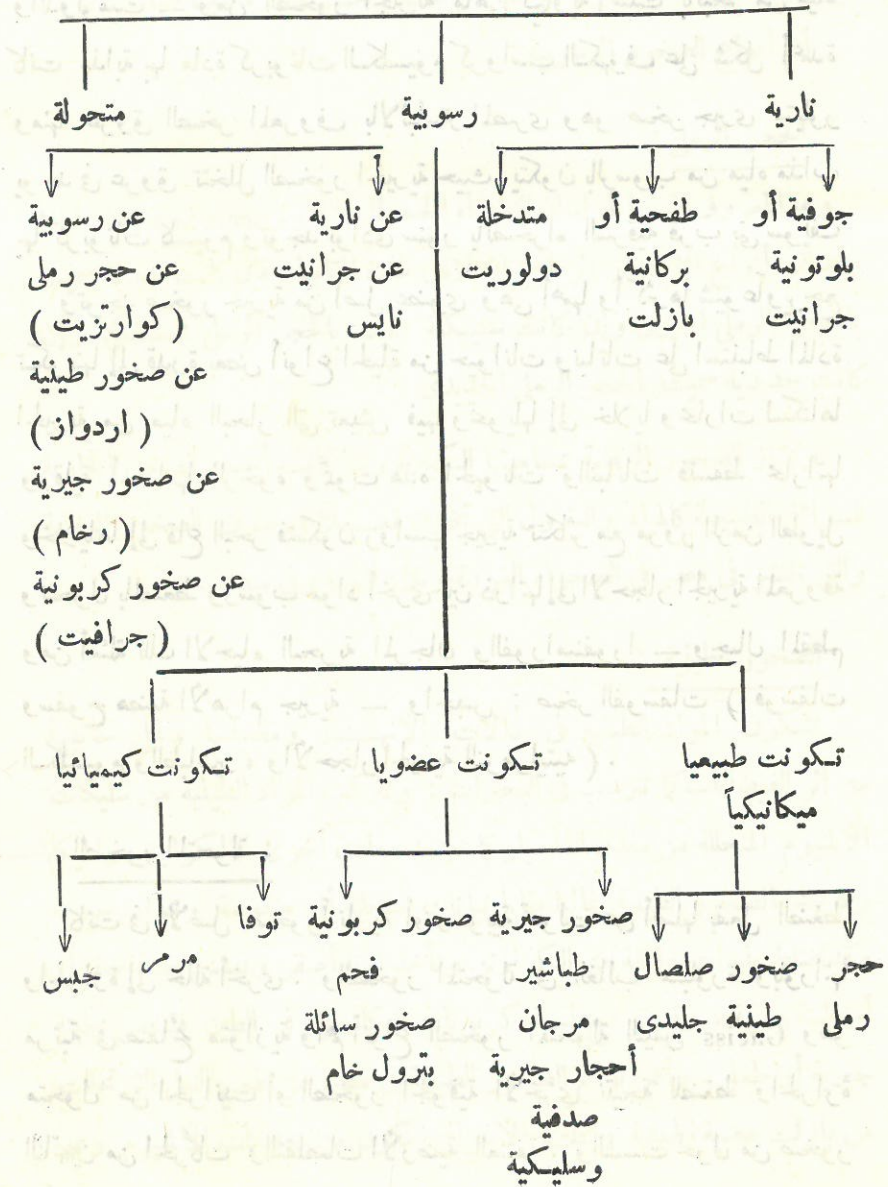 نارية
رسوبية
متحولة
جوفية أو
بلوتونية
جرانيت
طفحية أو
بركانية
بازلت
متدخلة
دولوريت
عن نارية
عن جرانيت
نايس
عن رسوبية
عن حجر رملى
( كوارتزيت )
عن صخور طينية
( اردواز )
عن صخور جيرية
( رخام )
عن صخور كربونية
( جرافيت )
تكونت طبيعيا
ميكانيكياً
تكونت عضويا
تكونت كيميائيا
حجر
رملى
صخور
طينية
صلصال
جليدى
صخور جيرية
طباشير
مرجان
أحجار جيرية
صدفية
وسليكية
صخور كربونية
فحم
صخور سائلة
بترول خام
توفا
مرمر
جبس